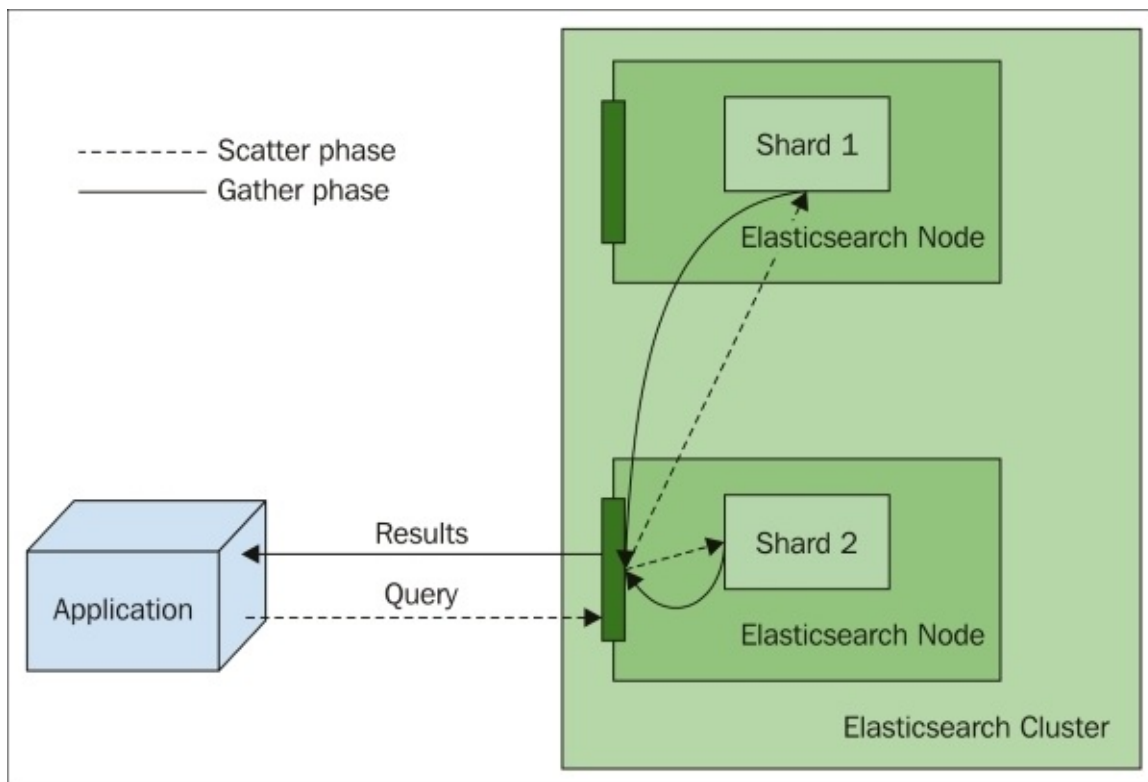 Scatter phase
Gather phase
Shard 1
Elasticsearch Node
Results
Query
Application
Shard 2
Elasticsearch Node
Elasticsearch Cluster